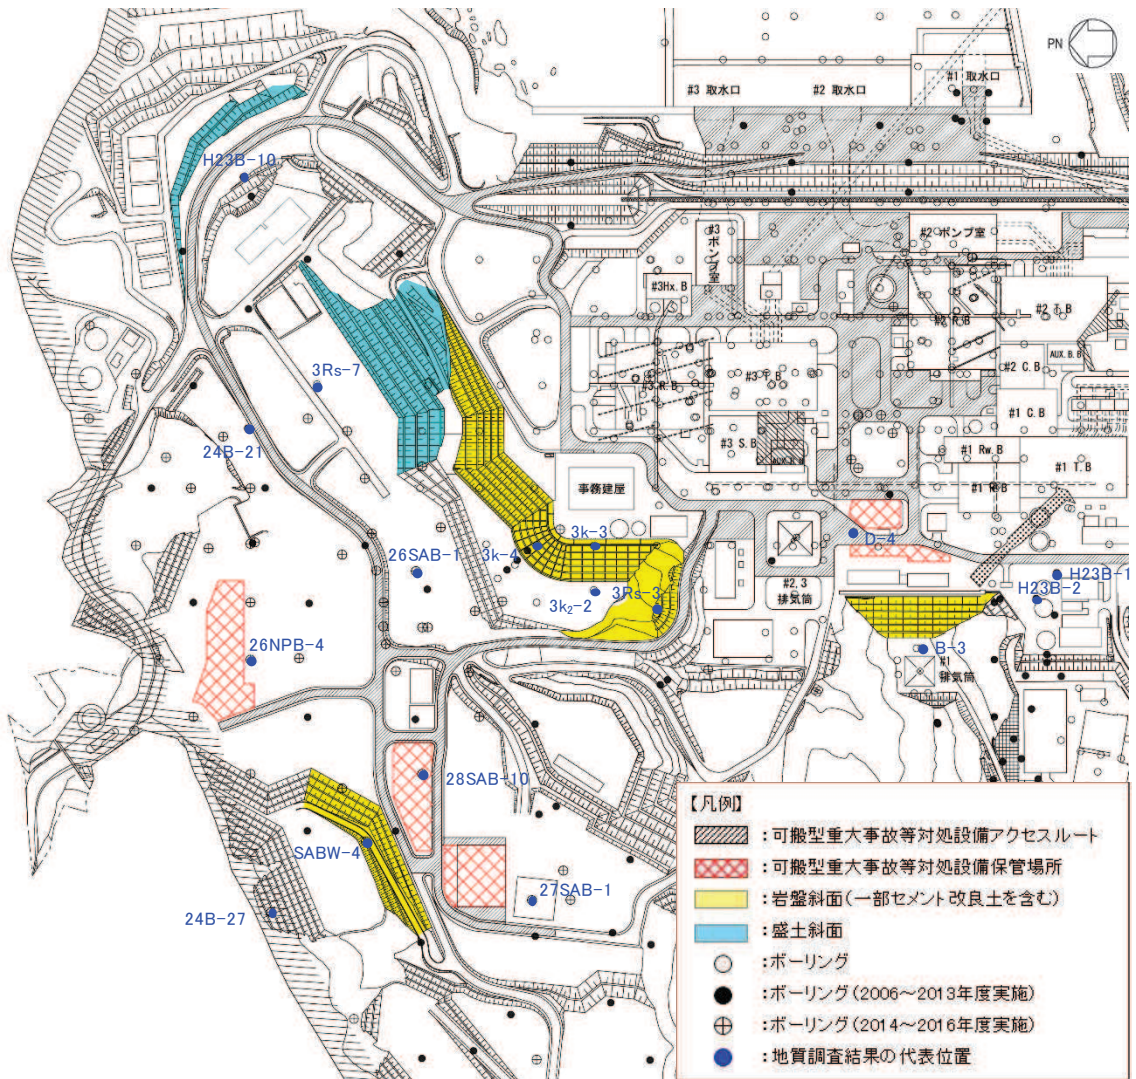 PN
#1 取水口
#3 取水口
#2 取水口
H23B-10
#3
ポンプ室
#2 ポンプ室
#3Hx.B
#2 T.B
#2 R.B
AUX.B.B
3Rs-7
#3 R.B
#3 T.B
#2 C.B
#1 C.B
24B-21
#3 S.B
#1 Rw.B
#1 T.B
#1 R.B
事務建屋
3k-3
D-4
26SAB-1
3k-4
H23B-1
#2,3
排気筒
3k₂-2
3Rs-3
H23B-2
26NPB-4
B-3
#1
排気筒
28SAB-10
SABW-4
27SAB-1
24B-27
【凡例】
:可搬型重大事故等対処設備アクセスルート
:可搬型重大事故等対処設備保管場所
:岩盤斜面(一部セメント改良土を含む)
:盛土斜面
:ボーリング
:ボーリング(2006～2013年度実施)
:ボーリング(2014～2016年度実施)
:地質調査結果の代表位置